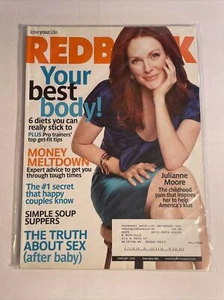 love your life
REDBOOK
Your
best
body!
6 diets you can
really stick to
PLUS Pro trainers'
top get-fit tips
MONEY
MELTDOWN
Expert advice to get you
through tough times
The #1 secret
that happy
couples know
SIMPLE SOUP
SUPPERS
THE TRUTH
ABOUT SEX
(after baby)
Julianne
Moore
The childhood
pain that inspires
her to help
America's kids